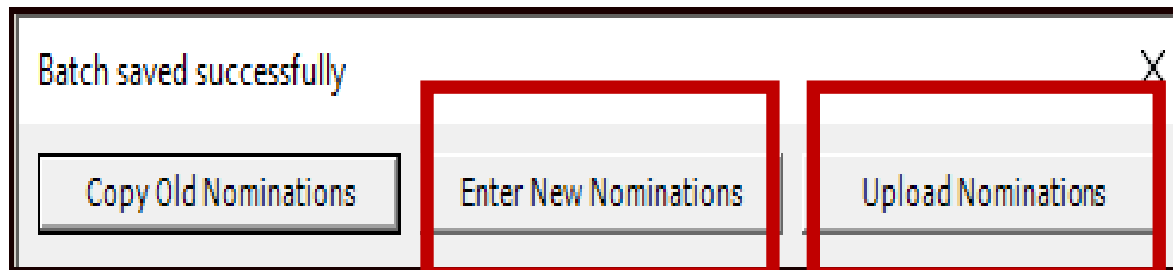 Batch saved successfully X
Copy Old Nominations Enter New Nominations Upload Nominations